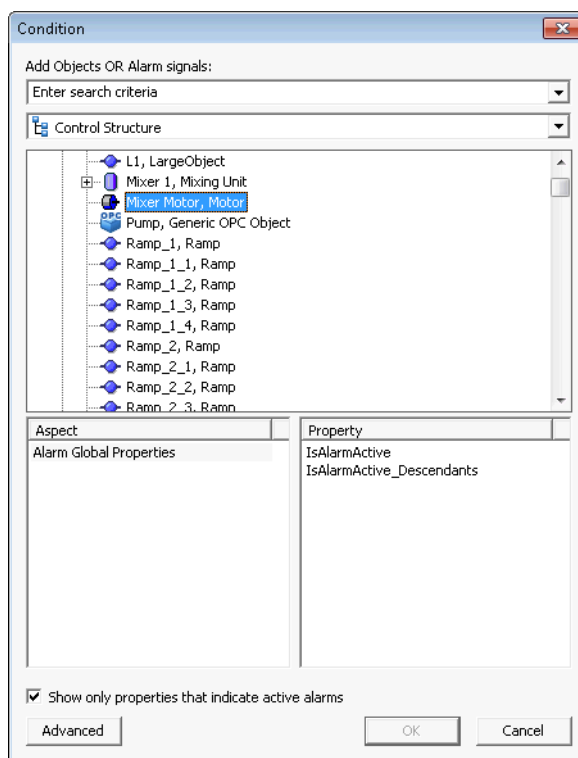 Condition
Add Objects OR Alarm signals:
Enter search criteria
Control Structure
L1, LargeObject
Mixer 1, Mixing Unit
Mixer Motor, Motor
OPC
Pump, Generic OPC Object
Ramp_1, Ramp
Ramp_1_1, Ramp
Ramp_1_2, Ramp
Ramp_1_3, Ramp
Ramp_1_4, Ramp
Ramp_2, Ramp
Ramp_2_1, Ramp
Ramp_2_2, Ramp
Ramp_2_3, Ramp
Aspect
Alarm Global Properties
Property
IsAlarmActive
IsAlarmActive_Descendants
Show only properties that indicate active alarms
Advanced
OK
Cancel